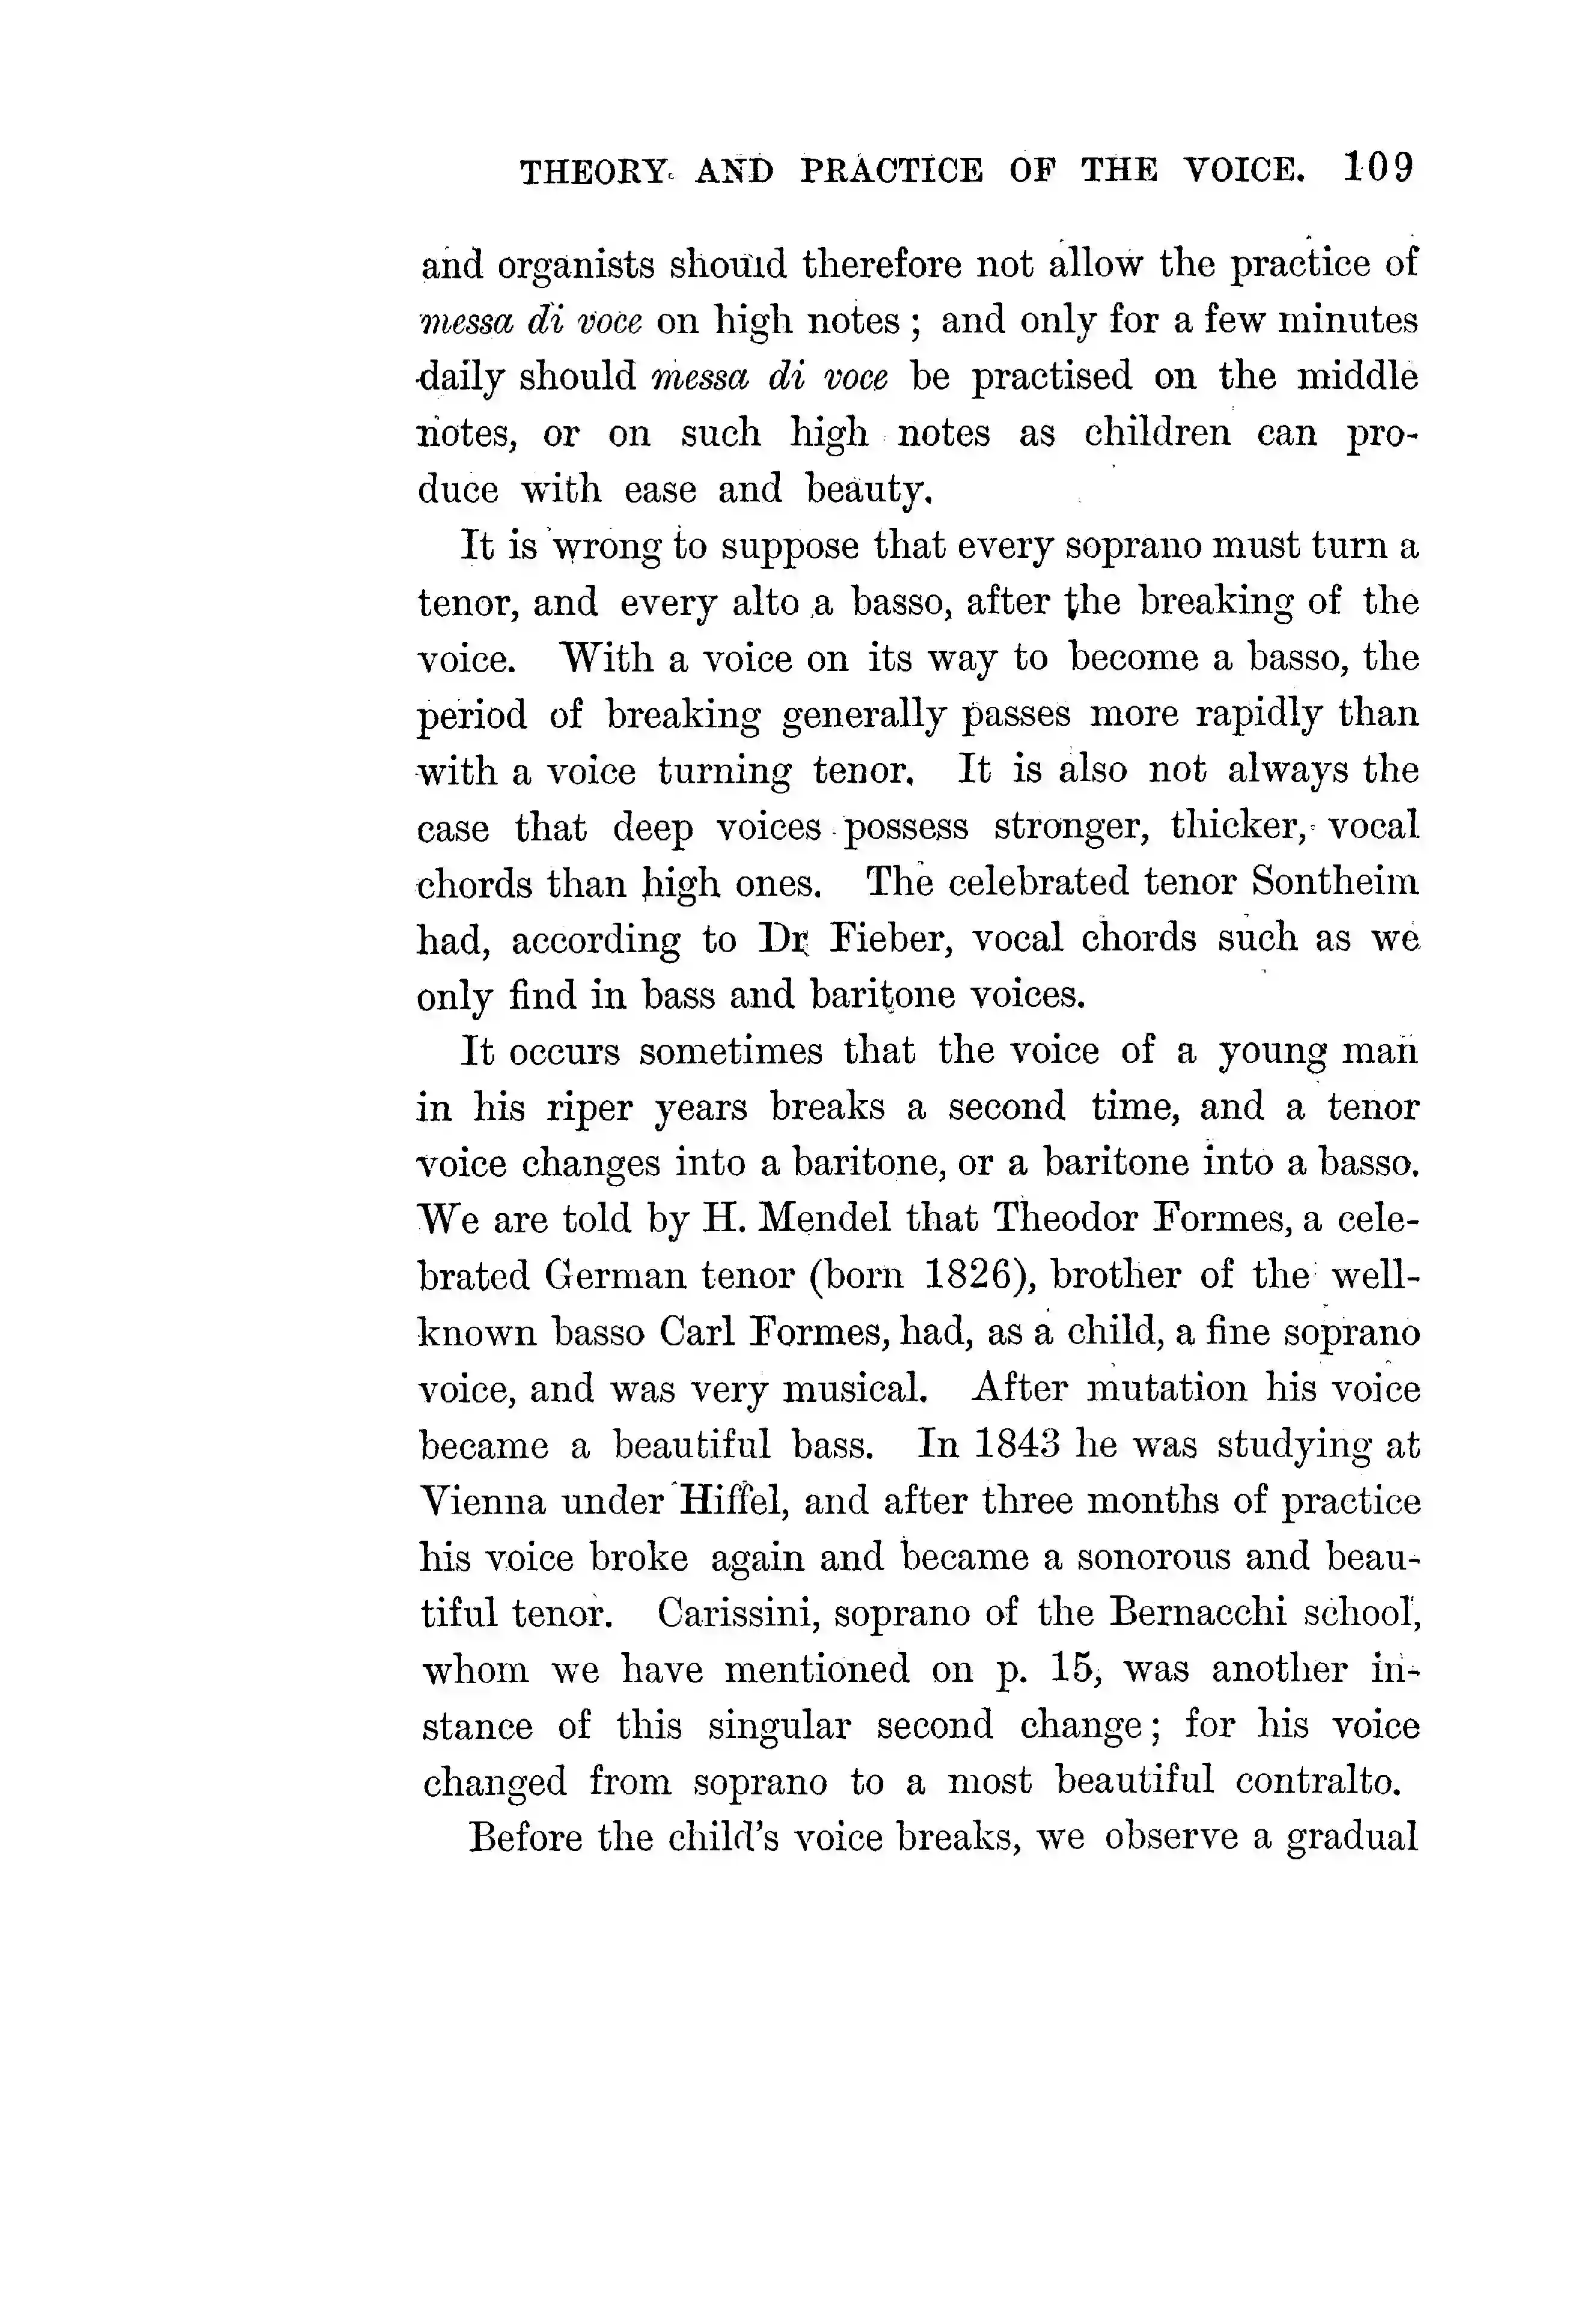 THEORY AND PRACTICE OF THE VOICE. 109
and organists should therefore not allow the practice of
messa di voce on high notes ; and only for a few minutes
daily should messa di voce be practised on the middle
notes, or on such high notes as children can pro-
duce with ease and beauty.
It is wrong to suppose that every soprano must turn a
tenor, and every alto a basso, after the breaking of the
voice. With a voice on its way to become a basso, the
period of breaking generally passes more rapidly than
with a voice turning tenor. It is also not always the
case that deep voices possess stronger, thicker, vocal
chords than high ones. The celebrated tenor Sontheim
had, according to Dr Fieber, vocal chords such as we
only find in bass and baritone voices.
It occurs sometimes that the voice of a young man
in his riper years breaks a second time, and a tenor
voice changes into a baritone, or a baritone into a basso.
We are told by H. Mendel that Theodor Formes, a cele-
brated German tenor (born 1826), brother of the well-
known basso Carl Formes, had, as a child, a fine soprano
voice, and was very musical. After mutation his voice
became a beautiful bass. In 1843 he was studying at
Vienna under Hiffel, and after three months of practice
his voice broke again and became a sonorous and beau-
tiful tenor. Carissini, soprano of the Bernacchi school,
whom we have mentioned on p. 15, was another in-
stance of this singular second change; for his voice
changed from soprano to a most beautiful contralto.
Before the child's voice breaks, we observe a gradual